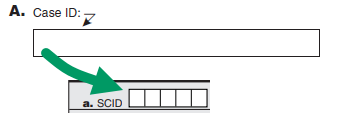 A. Case ID:
a. SCID